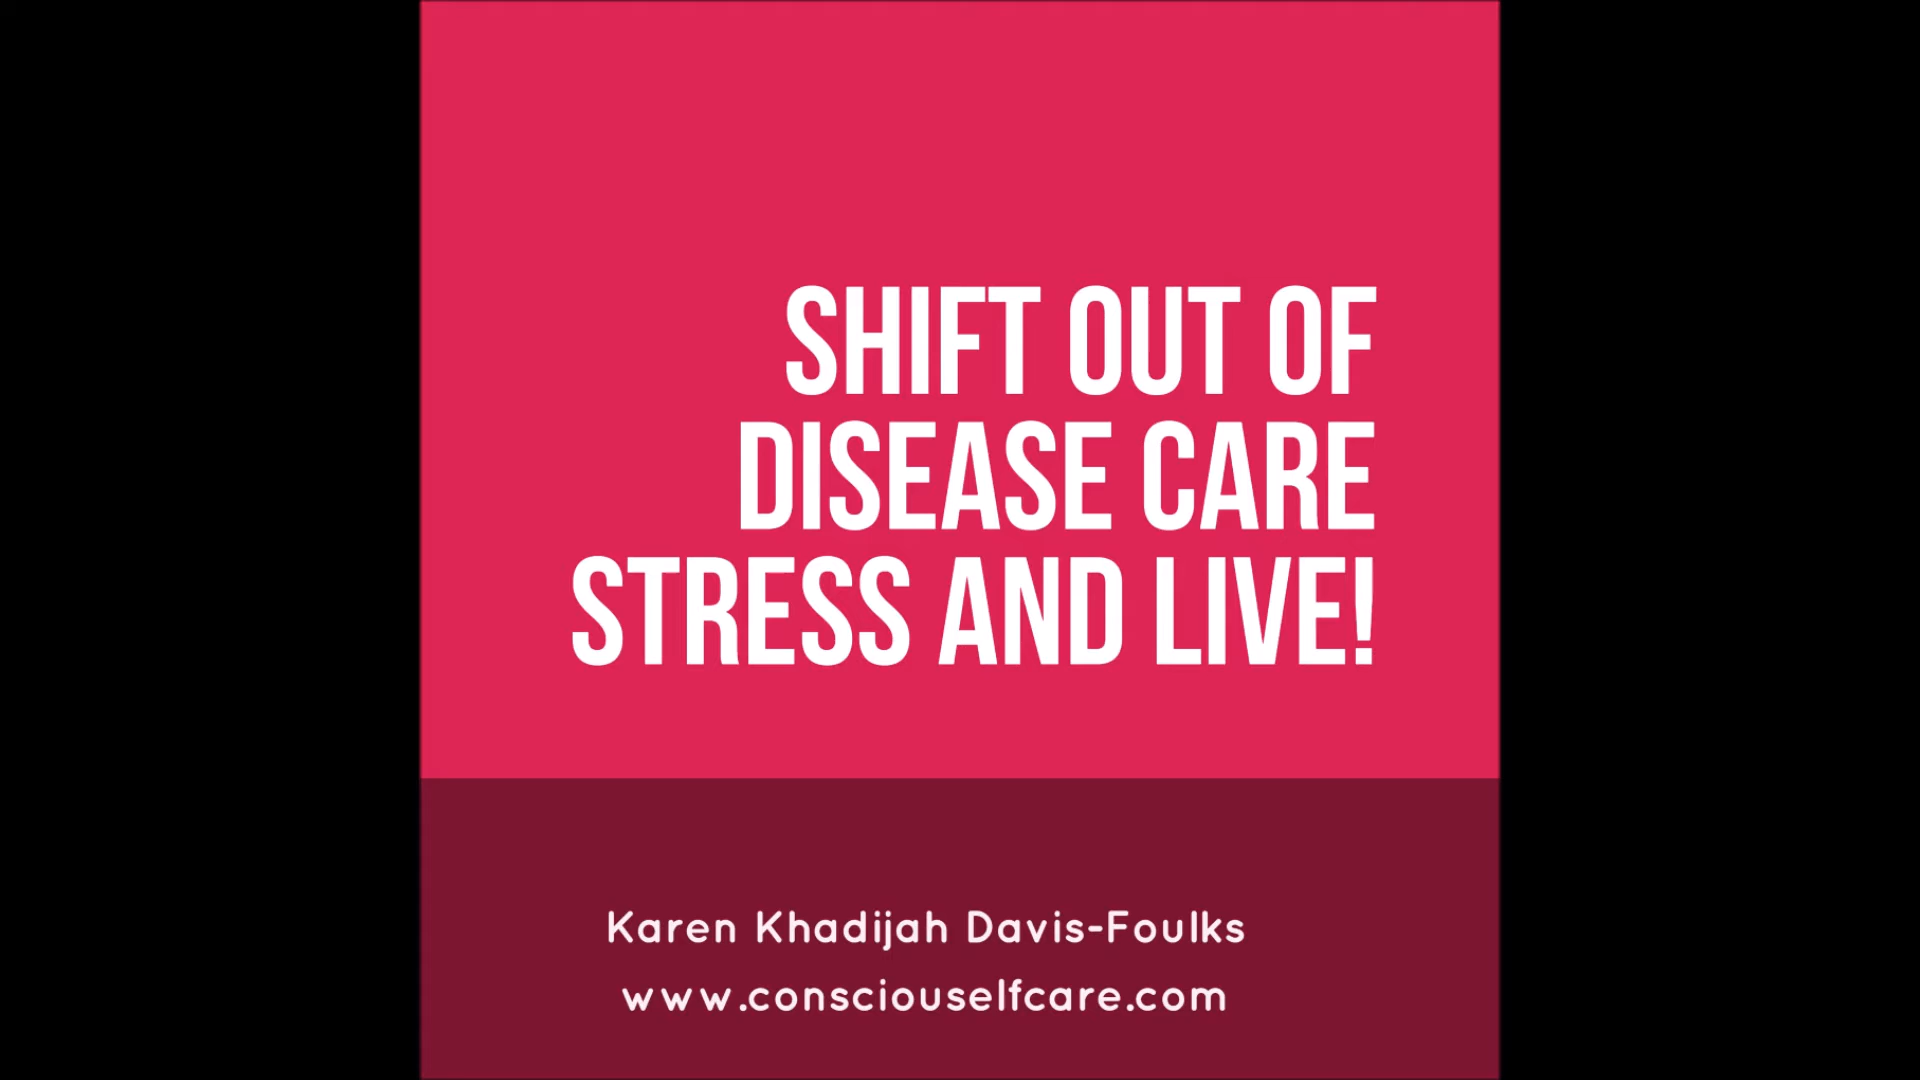 SHIFT OUT OF
DISEASE CARE
STRESS AND LIVE!
Karen Khadijah Davis-Foulks
www.consciouselfcare.com